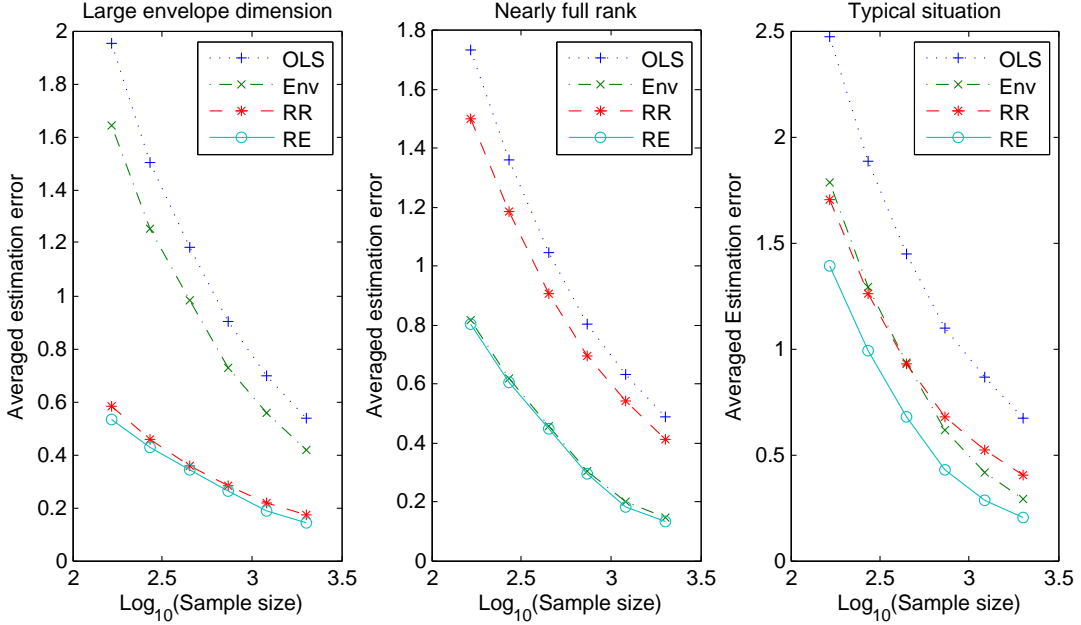 Large envelope dimension
Averaged estimation error
2
1.8
1.6
1.4
1.2
1
0.8
0.6
0.4
0.2
0
OLS
Env
RR
RE
2
2.5
3
3.5
Log10(Sample size)
Nearly full rank
Averaged estimation error
1.8
1.6
1.4
1.2
1
0.8
0.6
0.4
0.2
0
OLS
Env
RR
RE
2
2.5
3
3.5
Log10(Sample size)
Typical situation
Averaged Estimation error
2.5
2
1.5
1
0.5
0
OLS
Env
RR
RE
2
2.5
3
3.5
Log10(Sample size)